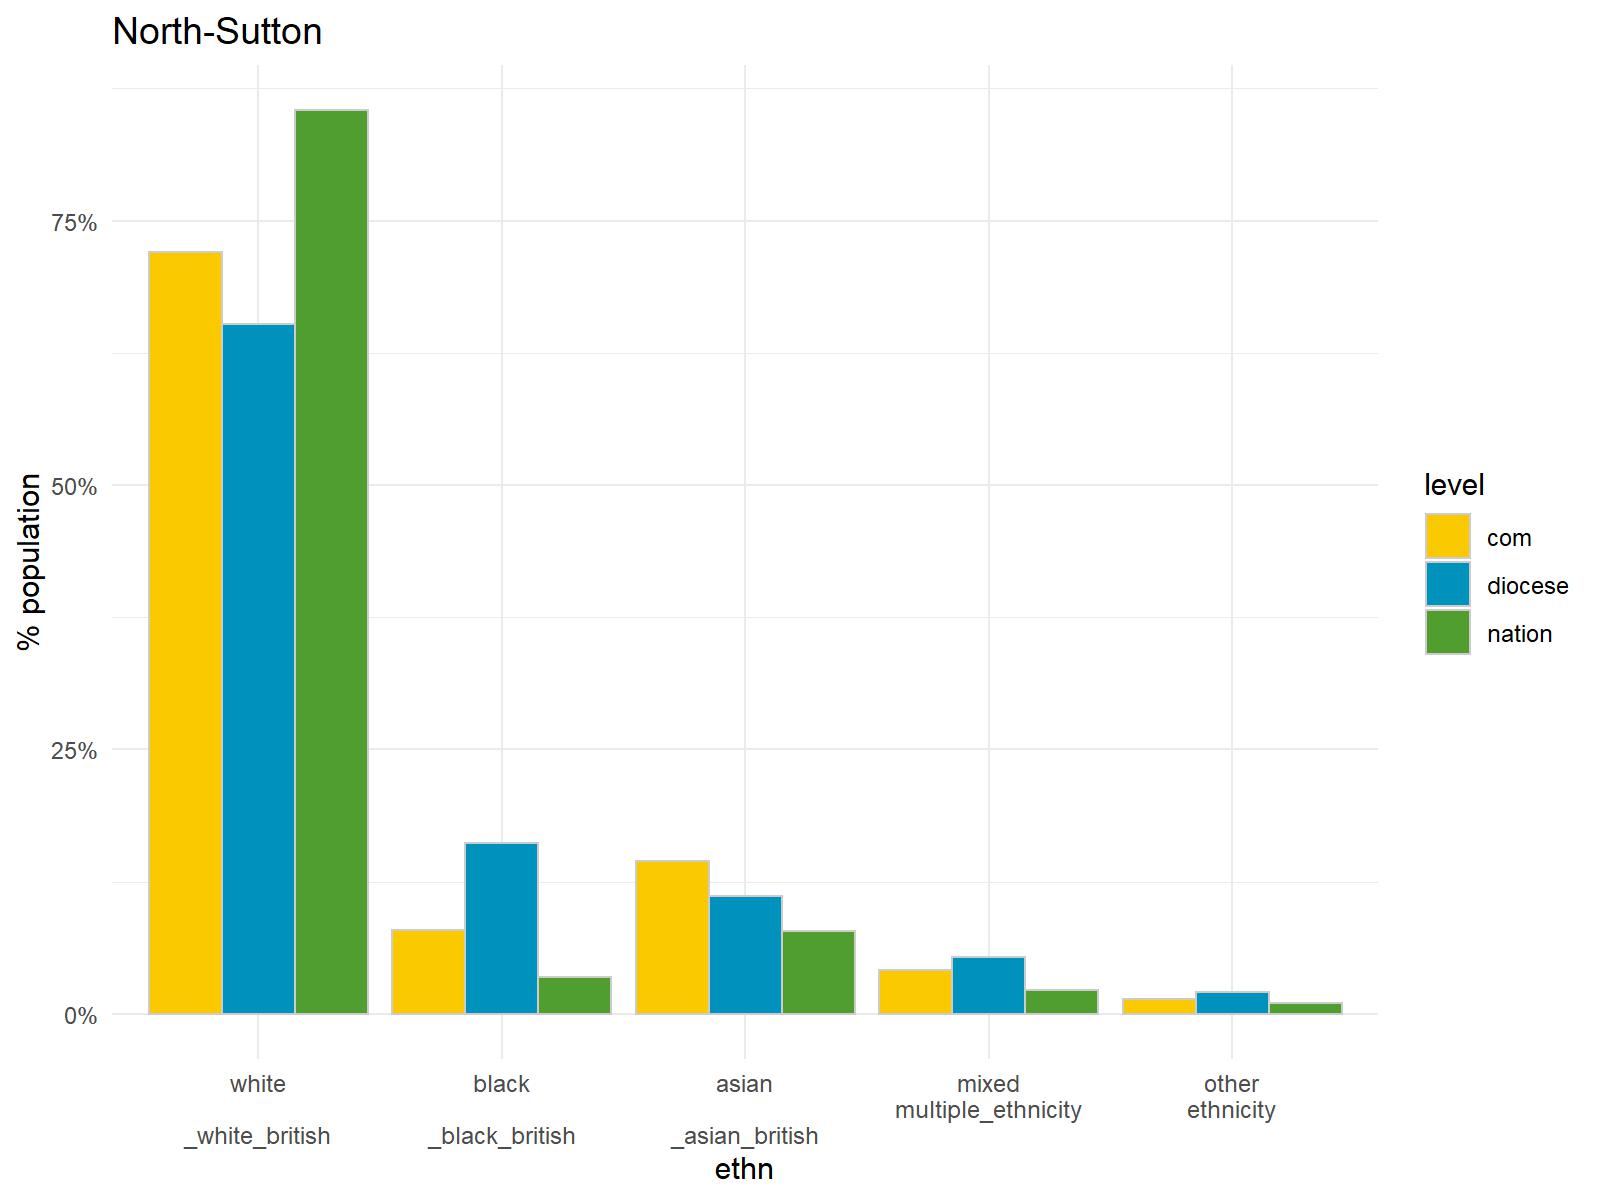 North-Sutton
% population
75%
50%
25%
0%
white
_white_british
black
_black_british
asian
_asian_british
mixed
multiple_ethnicity
other
ethnicity
ethn
level
com
diocese
nation